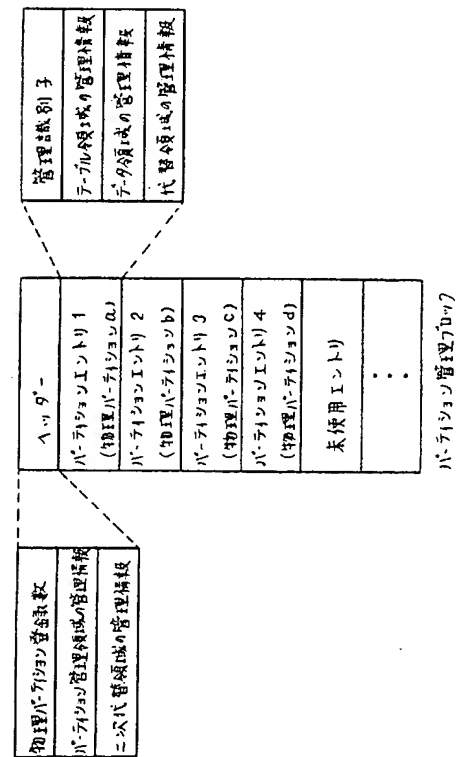 物理パーティション登録数
パーティション管理領域の管理情報
二次代替領域の管理情報
ヘッダー
パーティションエントリ1
(物理パーティションa)
パーティションエントリ2
(物理パーティションb)
パーティションエントリ3
(物理パーティションc)
パーティションエントリ4
(物理パーティションd)
未使用エントリ
・・・
パーティション管理ブロック
管理識別子
テーブル領域の管理情報
データ領域の管理情報
代替領域の管理情報